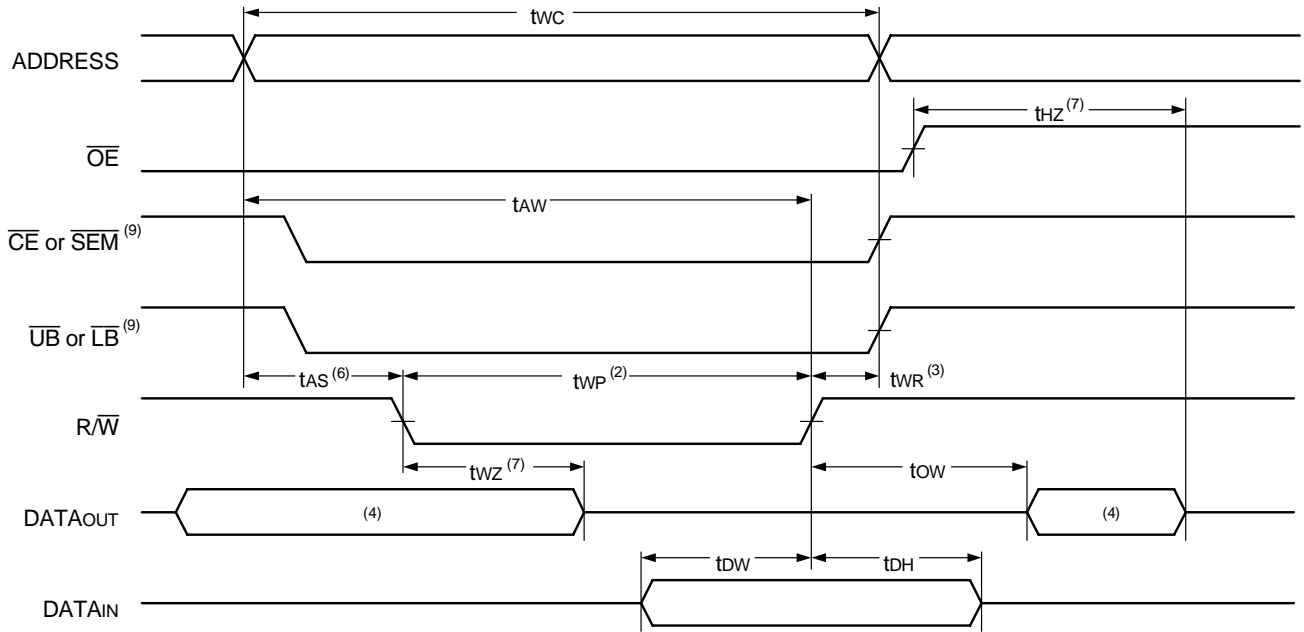 tWC
ADDRESS
tHZ (7)
OE
tAW
CE or SEM (9)
UB or LB (9)
tAS (6)
tWP (2)
tWR (3)
R/W
tWZ (7)
tOW
DATAOUT
(4)
(4)
tDW
tDH
DATAIN